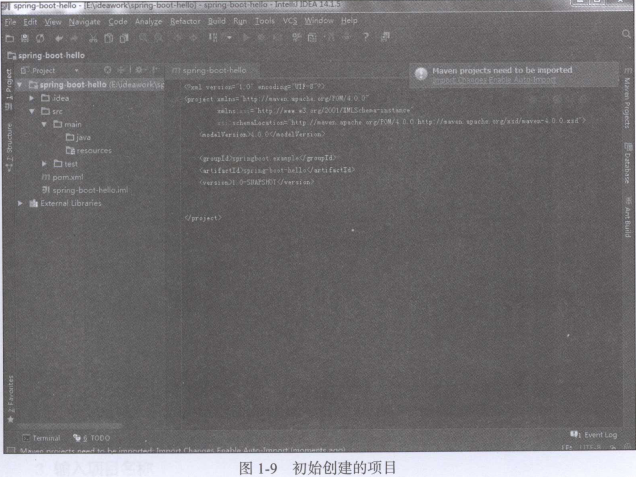 spring-boot-hello - [E:\ideawork\spring-boot-hello] - spring-boot-hello - IntelliJ IDEA 14.1.5
File Edit View Navigate Code Analyze Refactor Build Run Tools VCS Window Help
spring-boot-hello
Project
spring-boot-hello
Maven projects need to be imported
Import Changes Enable Auto-Import
1: Project
Z: Structure
2: Favorites
spring-boot-hello (E:\ideawork\sp
.idea
src
main
java
resources
test
pom.xml
spring-boot-hello.iml
External Libraries
<?xml version="1.0" encoding="UTF-8"?>
<project xmlns="http://maven.apache.org/POM/4.0.0"
xmlns:xsi="http://www.w3.org/2001/XMLSchema-instance"
xsi:schemaLocation="http://maven.apache.org/POM/4.0.0 http://maven.apache.org/xsd/maven-4.0.0.xsd">
<modelVersion>4.0.0</modelVersion>
<groupId>springboot.example</groupId>
<artifactId>spring-boot-hello</artifactId>
<version>1.0-SNAPSHOT</version>
</project>
Maven Projects
Database
Ant Build
Terminal
6: TODO
Event Log
Maven projects need to be imported: Import Changes Enable Auto-Import
图 1-9 初始创建的项目